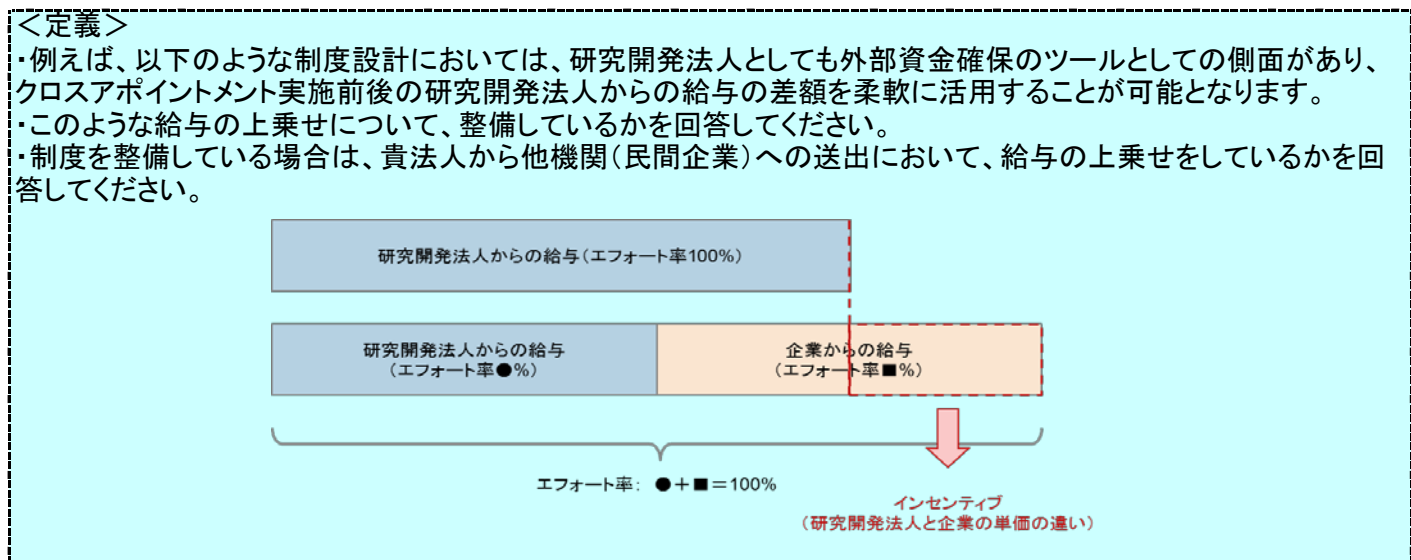 ＜定義＞
・例えば、以下のような制度設計においては、研究開発法人としても外部資金確保のツールとしての側面があり、
クロスアポイントメント実施前後の研究開発法人からの給与の差額を柔軟に活用することが可能となります。
・このような給与の上乗せについて、整備しているかを回答してください。
・制度を整備している場合は、貴法人から他機関（民間企業）への送出において、給与の上乗せをしているかを回
答してください。
研究開発法人からの給与（エフォート率100%）
研究開発法人からの給与
（エフォート率●%）
企業からの給与
（エフォート率■%）
エフォート率： ●＋■＝100%
インセンティブ
（研究開発法人と企業の単価の違い）